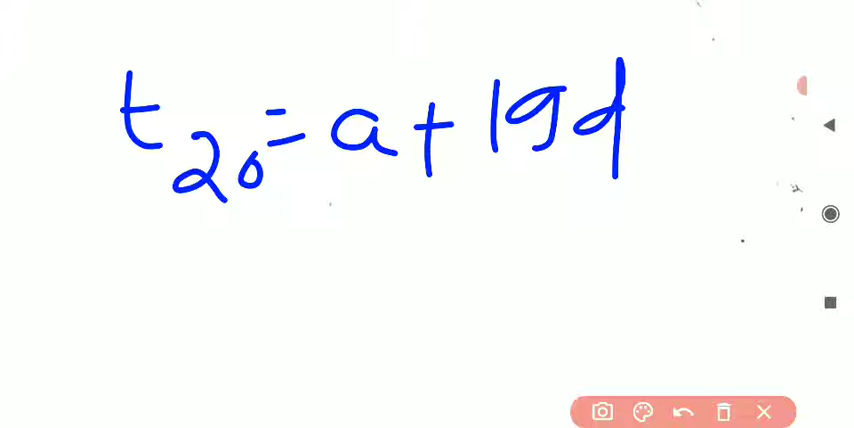 t₂₀ = a + 19d